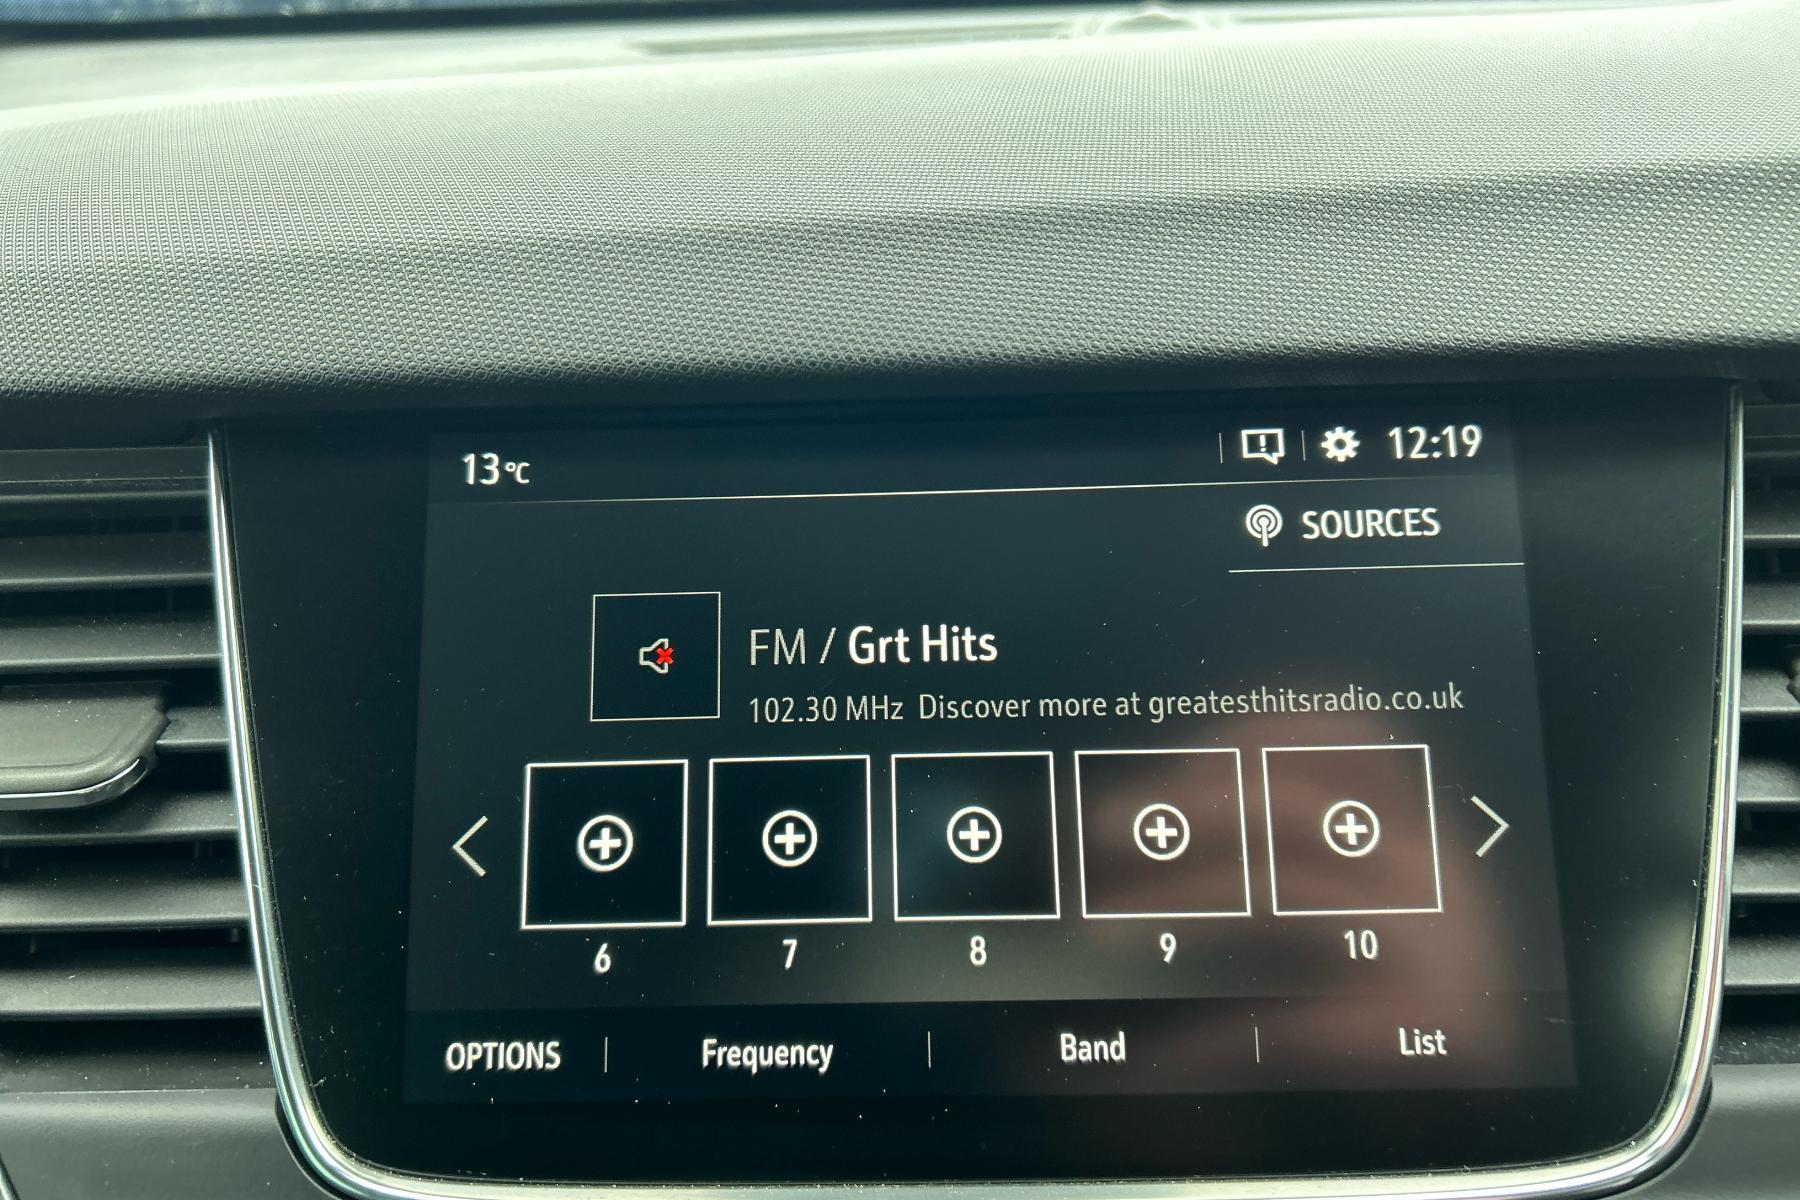 13°C
12:19
SOURCES
FM / Grt Hits
102.30 MHz Discover more at greatesthitsradio.co.uk
6 7 8 9 10
OPTIONS Frequency Band List